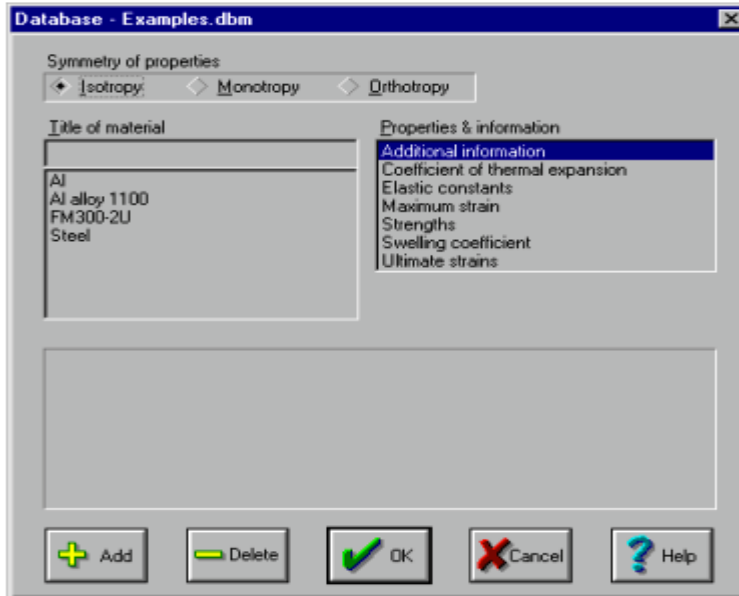 Database - Examples.dbm
Symmetry of properties
Isotropy Monotropy Orthotropy
Title of material
Al
Al alloy 1100
FM300-2U
Steel
Properties & information
Additional information
Coefficient of thermal expansion
Elastic constants
Maximum strain
Strengths
Swelling coefficient
Ultimate strains
Add Delete OK Cancel Help